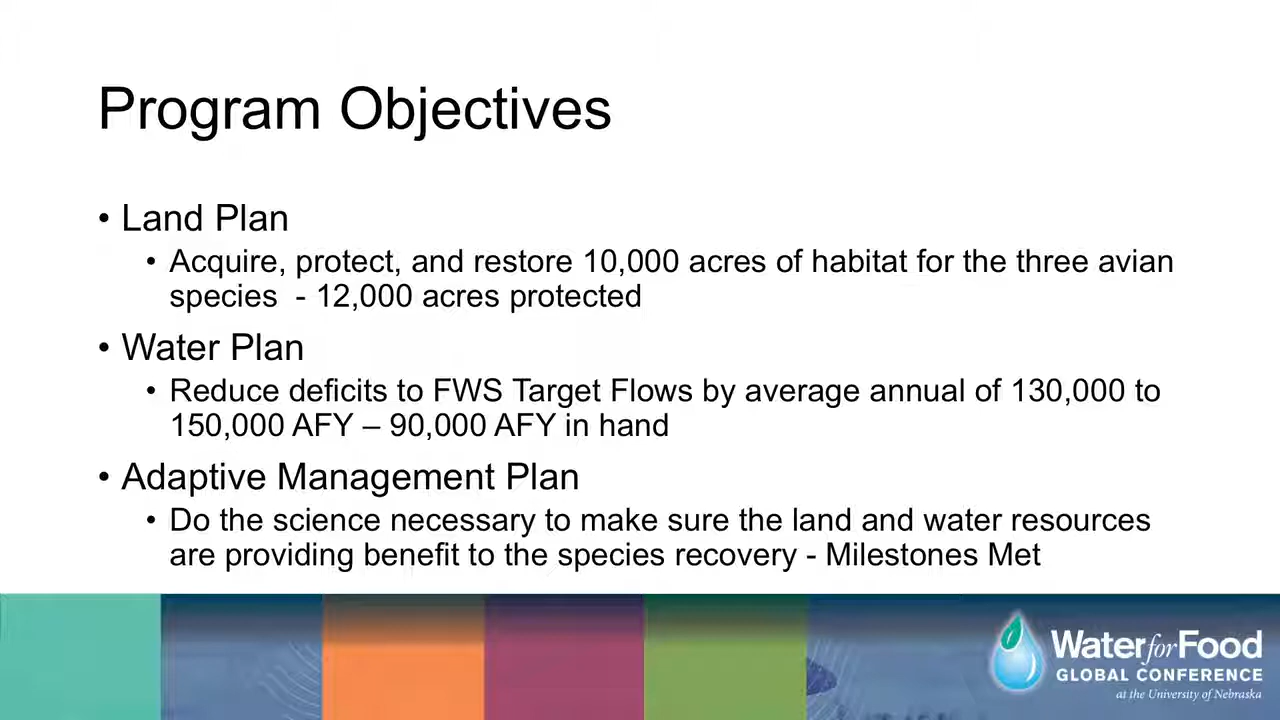 Program Objectives
• Land Plan
• Acquire, protect, and restore 10,000 acres of habitat for the three avian
species - 12,000 acres protected
• Water Plan
• Reduce deficits to FWS Target Flows by average annual of 130,000 to
150,000 AFY – 90,000 AFY in hand
• Adaptive Management Plan
• Do the science necessary to make sure the land and water resources
are providing benefit to the species recovery - Milestones Met
Water for Food
GLOBAL CONFERENCE
at the University of Nebraska